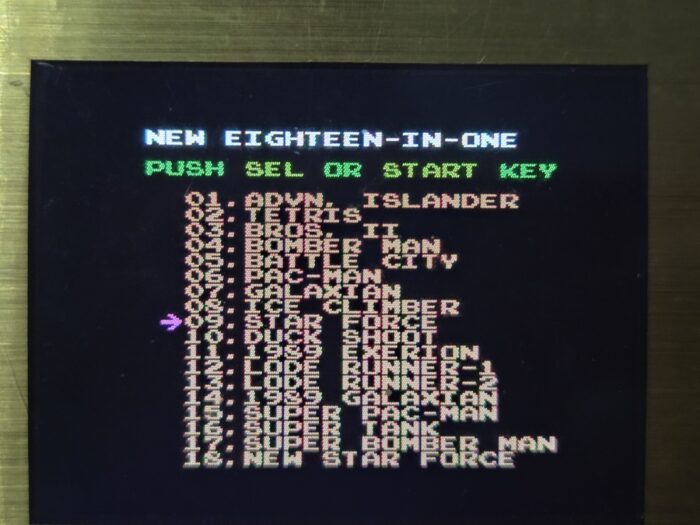 NEW EIGHTEEN-IN-ONE
PUSH SEL OR START KEY
01. ADVN. ISLANDER
02. TETRIS
03. BROS. II
04. BOMBER MAN
05. BATTLE CITY
06. PAC-MAN
07. GALAXIAN
08. ICE CLIMBER
09. STAR FORCE
10. DUCK SHOOT
11. 1989 EXERION
12. LODE RUNNER-1
13. LODE RUNNER-2
14. 1989 GALAXIAN
15. SUPER PAC-MAN
16. SUPER TANK
17. SUPER BOMBER MAN
18. NEW STAR FORCE